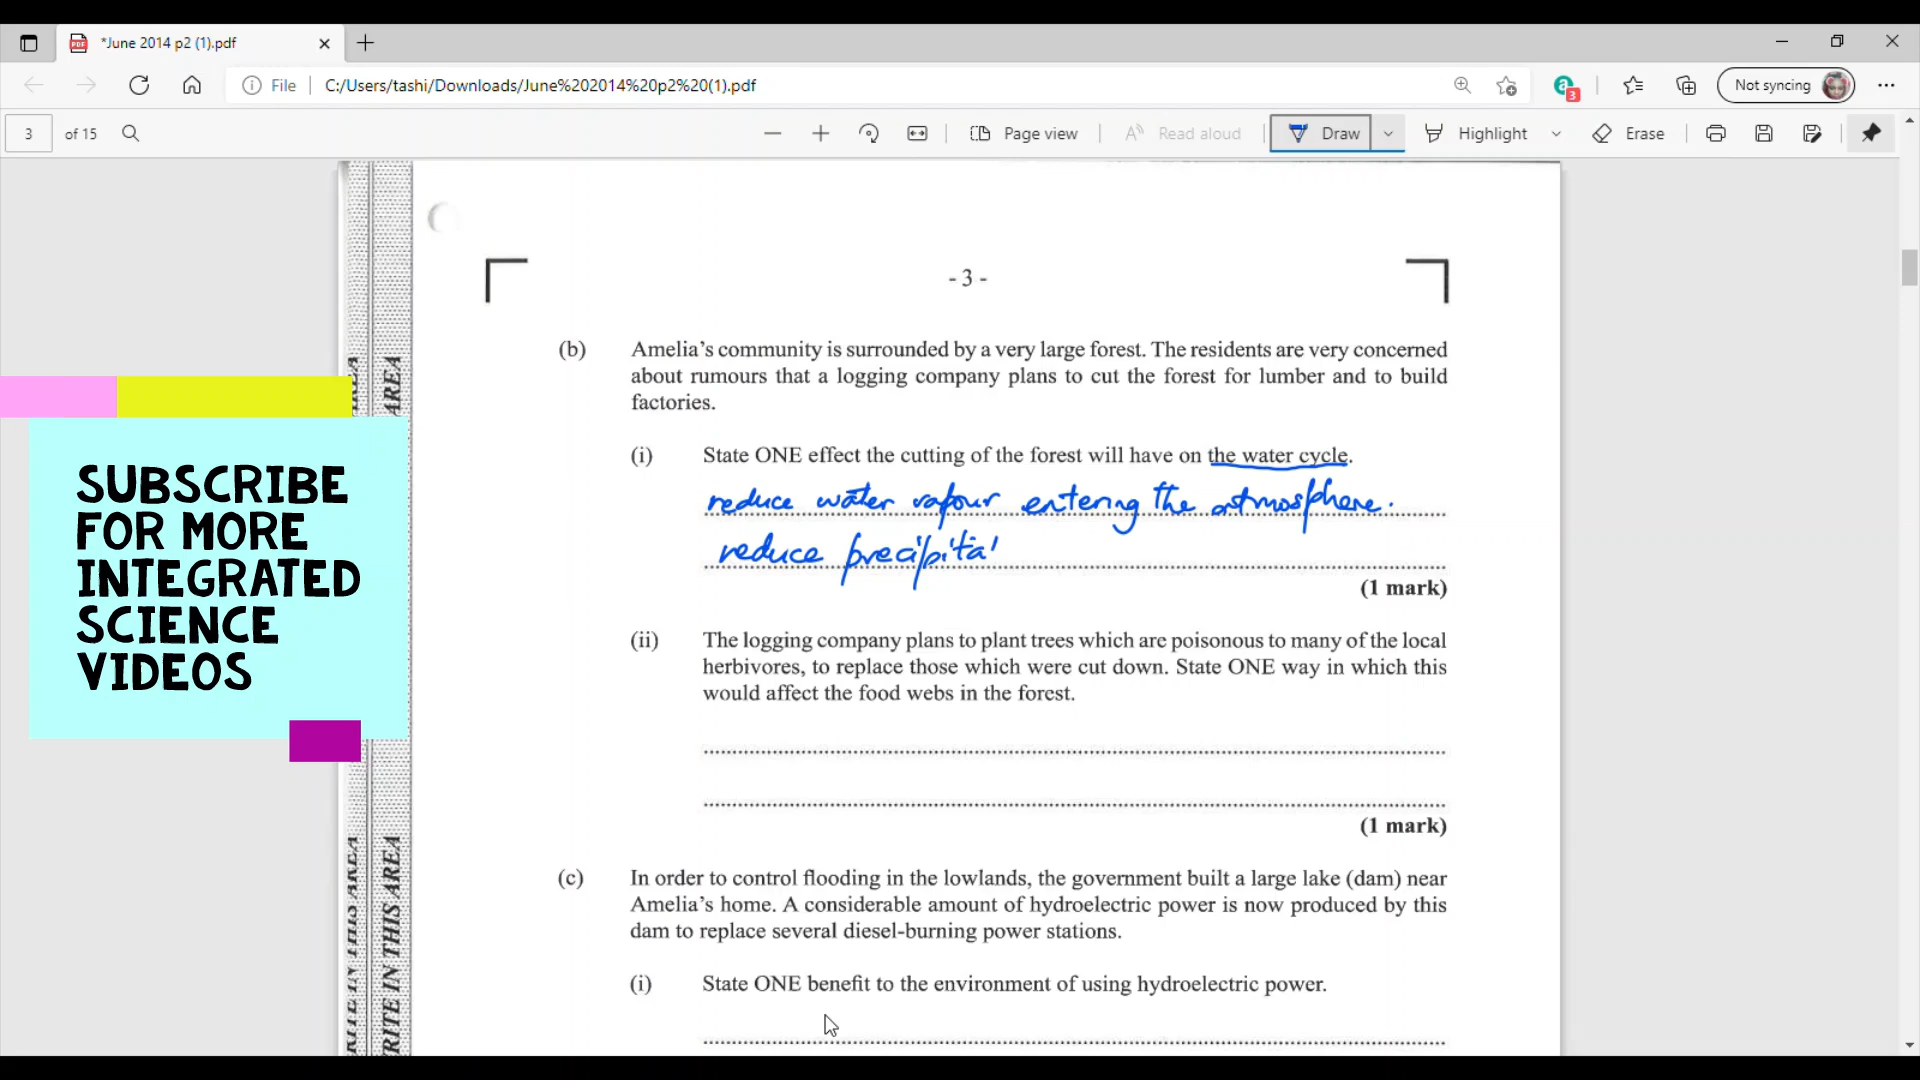 *June 2014 p2 (1).pdf
File C:/Users/tashi/Downloads/June%202014%20p2%20(1).pdf
3
Not syncing
3 of 15
Page view
Read aloud
Draw
Highlight
Erase
- 3 -
(b) Amelia's community is surrounded by a very large forest. The residents are very concerned
about rumours that a logging company plans to cut the forest for lumber and to build
factories.
(i) State ONE effect the cutting of the forest will have on the water cycle.
reduce water vapour entering the atmosphere.
reduce precipita
(1 mark)
(ii) The logging company plans to plant trees which are poisonous to many of the local
herbivores, to replace those which were cut down. State ONE way in which this
would affect the food webs in the forest.
(1 mark)
(c) In order to control flooding in the lowlands, the government built a large lake (dam) near
Amelia's home. A considerable amount of hydroelectric power is now produced by this
dam to replace several diesel-burning power stations.
(i) State ONE benefit to the environment of using hydroelectric power.
SUBSCRIBE
FOR MORE
INTEGRATED
SCIENCE
VIDEOS
AREA
RITE IN THIS AREA